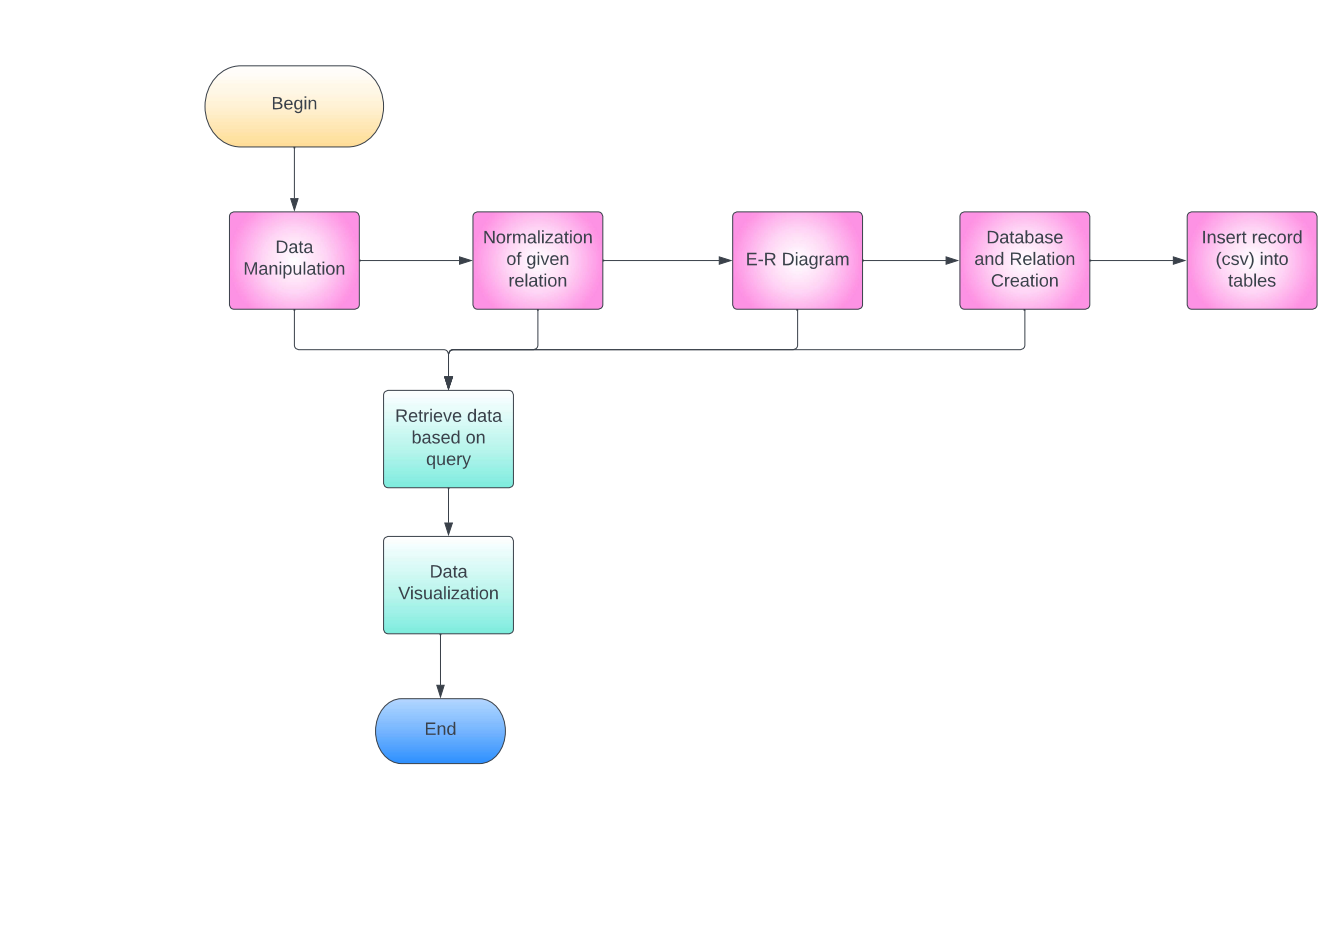 Begin
Data
Manipulation
Normalization
of given
relation
E-R Diagram
Database
and Relation
Creation
Insert record
(csv) into
tables
Retrieve data
based on
query
Data
Visualization
End